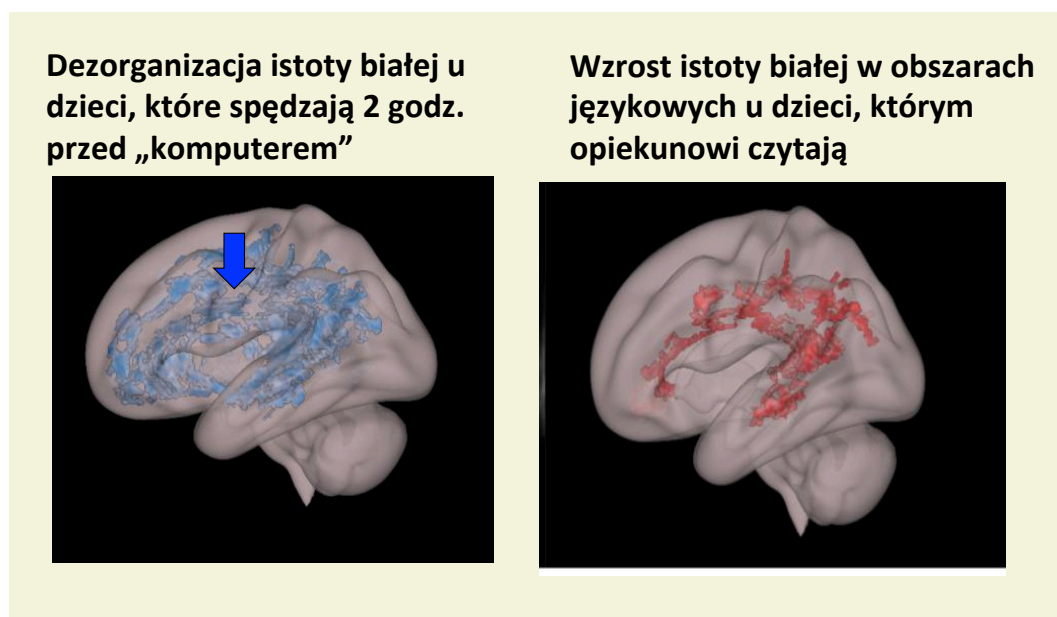 Dezorganizacja istoty białej u
dzieci, które spędzają 2 godz.
przed „komputerem”
Wzrost istoty białej w obszarach
językowych u dzieci, którym
opiekunowi czytają